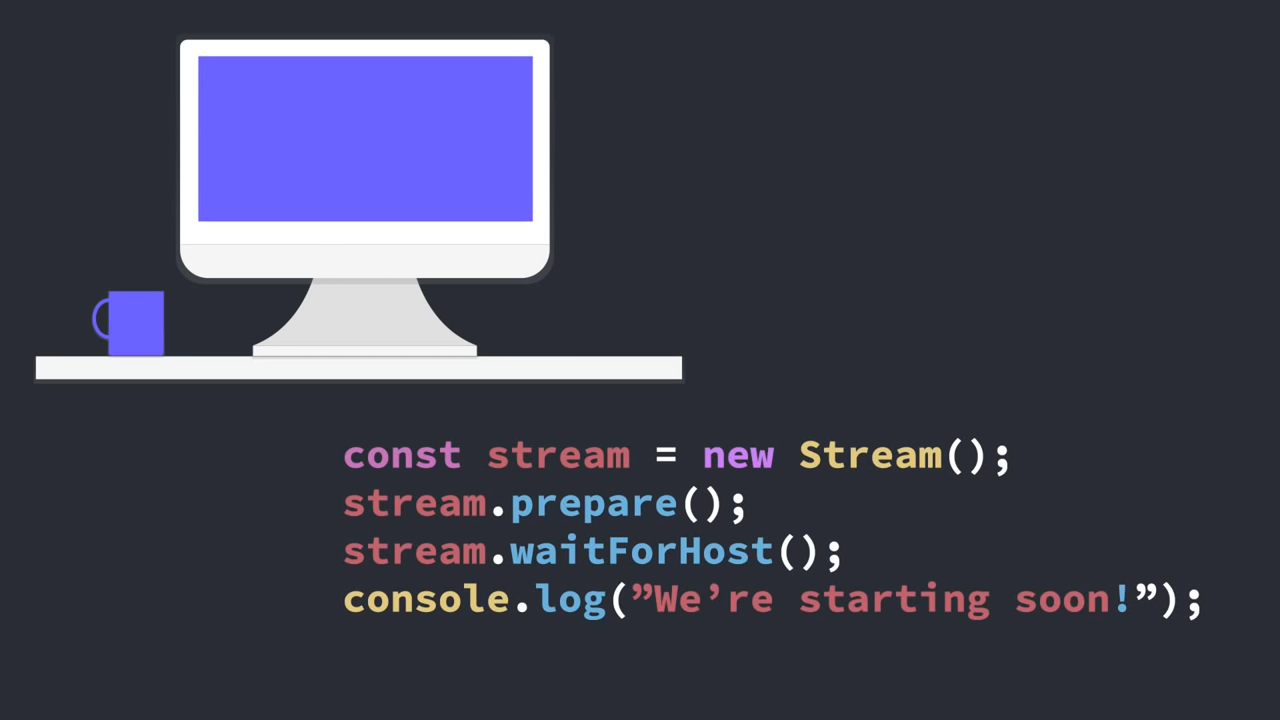 const stream = new Stream();
stream.prepare();
stream.waitForHost();
console.log(”We’re starting soon!”);